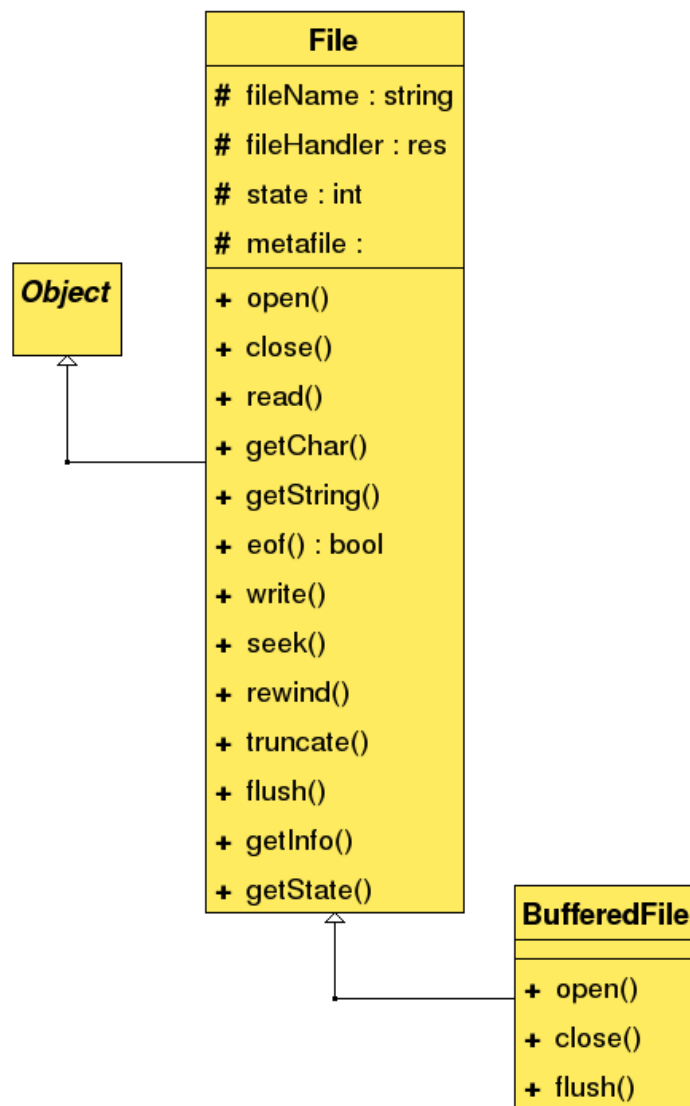 File
# fileName : string
# fileHandler : res
# state : int
# metafile :
Object
+ open()
+ close()
+ read()
+ getChar()
+ getString()
+ eof() : bool
+ write()
+ seek()
+ rewind()
+ truncate()
+ flush()
+ getInfo()
+ getState()
BufferedFile
+ open()
+ close()
+ flush()